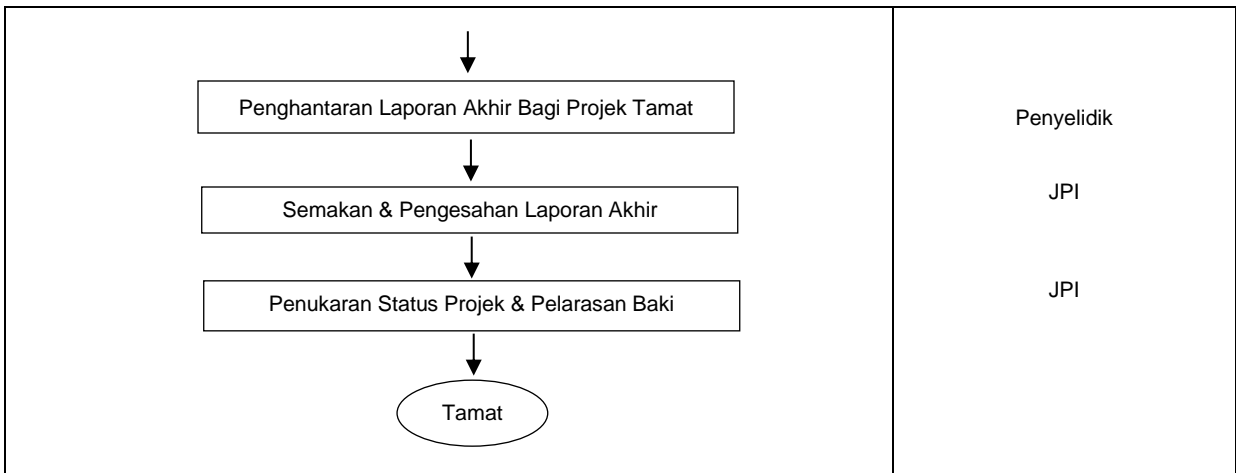 Penghantaran Laporan Akhir Bagi Projek Tamat
Penyelidik
Semakan & Pengesahan Laporan Akhir
JPI
Penukaran Status Projek & Pelarasan Baki
JPI
Tamat